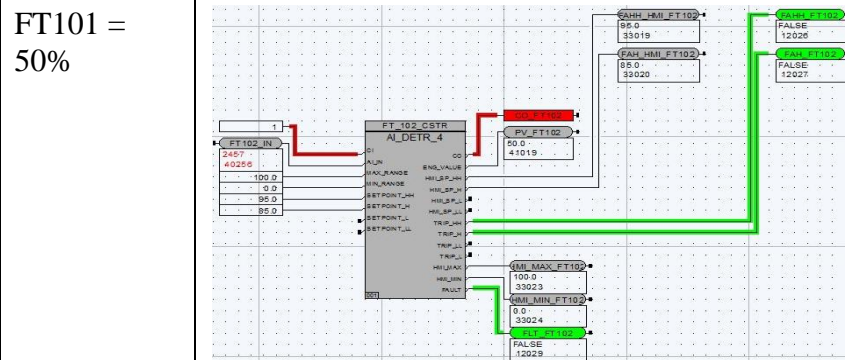 FT101 =
50%
FAHH_HMI_FT102
95.0
33019
FAHH_FT102
FALSE
12026
FAH_HMI_FT102
85.0
33020
FAH_FT102
FALSE
12027
1
FT102_IN
2457
40256
100.0
0.0
95.0
85.0
FT_102_CSTR
AI_DETR_4
CI
AI_IN
MAX_RANGE
MIN_RANGE
SETPOINT_HH
SETPOINT_H
SETPOINT_L
SETPOINT_LL
CO
ENG_VALUE
HMI_SP_HH
HMI_SP_H
HMI_SP_L
HMI_SP_LL
TRIP_HH
TRIP_H
TRIP_LL
TRIP_L
HMI_MAX
HMI_MIN
FAULT
001
CO_FT102
PV_FT102
50.0
41019
HMI_MAX_FT102
100.0
33023
HMI_MIN_FT102
0.0
33024
FLT_FT102
FALSE
12029